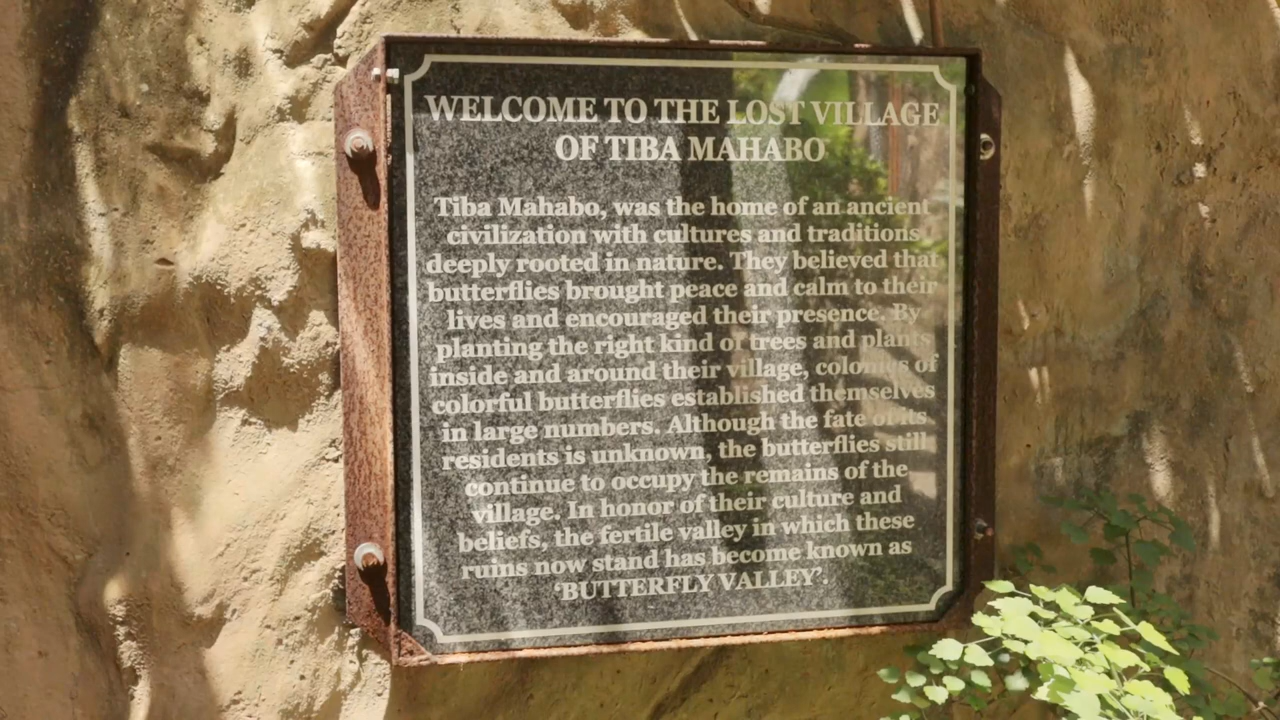 WELCOME TO THE LOST VILLAGE
OF TIBA MAHABO
Tiba Mahabo, was the home of an ancient
civilization with cultures and traditions
deeply rooted in nature. They believed that
butterflies brought peace and calm to their
lives and encouraged their presence. By
planting the right kind of trees and plants
inside and around their village, colonies of
colorful butterflies established themselves
in large numbers. Although the fate of its
residents is unknown, the butterflies still
continue to occupy the remains of the
village. In honor of their culture and
beliefs, the fertile valley in which these
ruins now stand has become known as
‘BUTTERFLY VALLEY’.